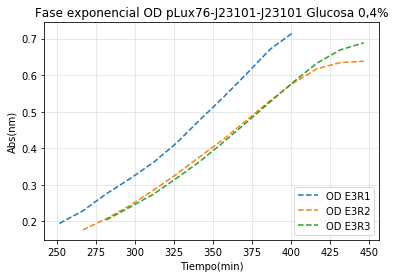 Fase exponencial OD pLux76-J23101-J23101 Glucosa 0,4%
Abs(nm)
0.7
0.6
0.5
0.4
0.3
0.2
OD E3R1
OD E3R2
OD E3R3
250 275 300 325 350 375 400 425 450
Tiempo(min)